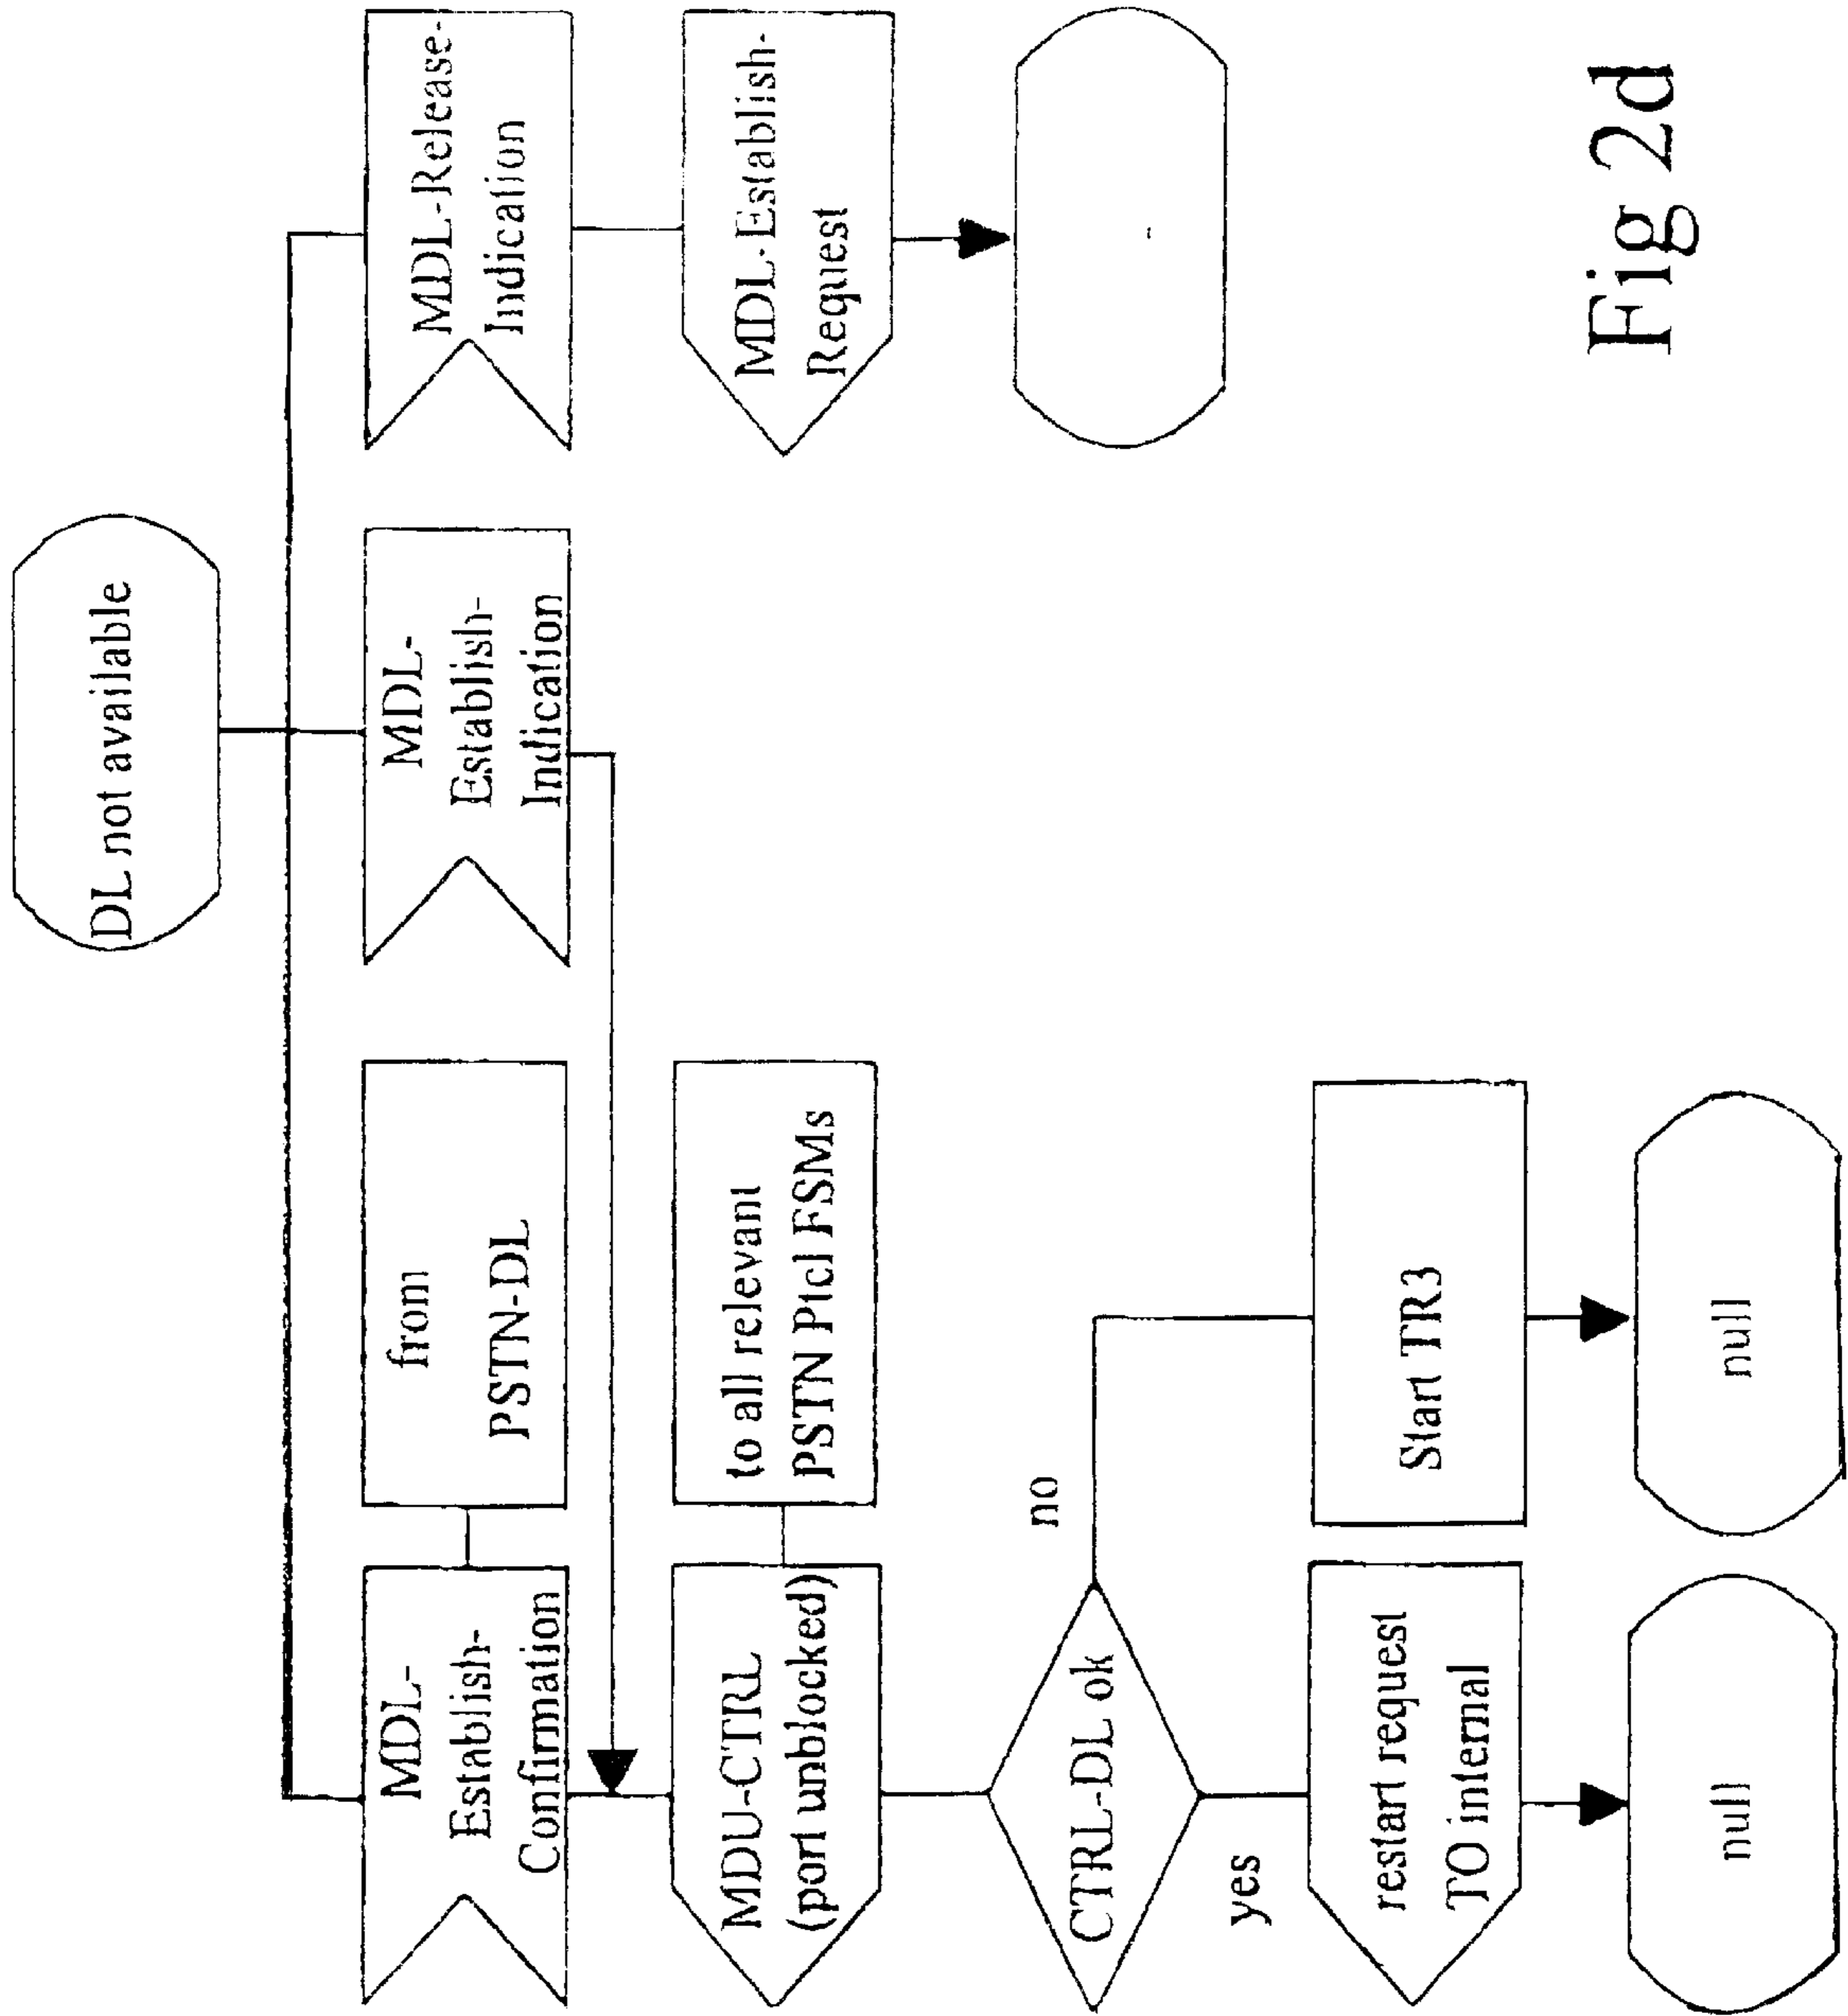 DL not available
MDL-
Establish-
Confirmation
from
PSTN-DL
MDL-
Establish-
Indication
MDL-Release-
Indication
MDU-CTRL
(port unblocked)
to all relevant
PSTN Ptcl FSMs
MDL-Establish-
Request
-
CTRL-DL ok
no
yes
restart request
TO internal
Start TR3
null
null
Fig 2d